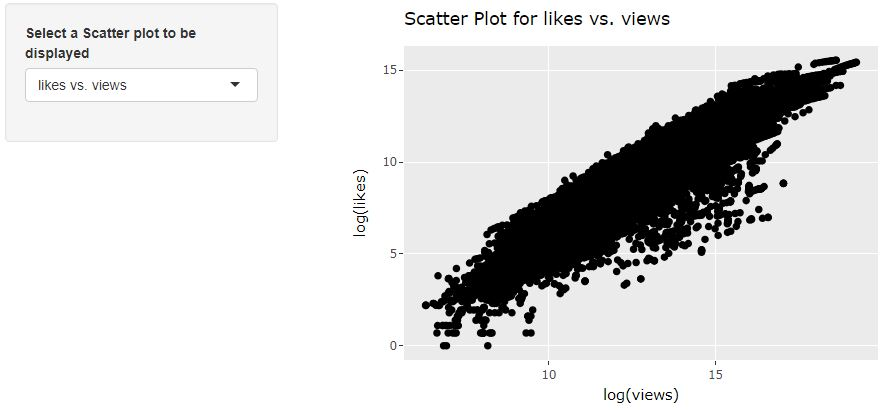 Select a Scatter plot to be
displayed
likes vs. views
Scatter Plot for likes vs. views
log(likes)
15
10
5
0
10
15
log(views)